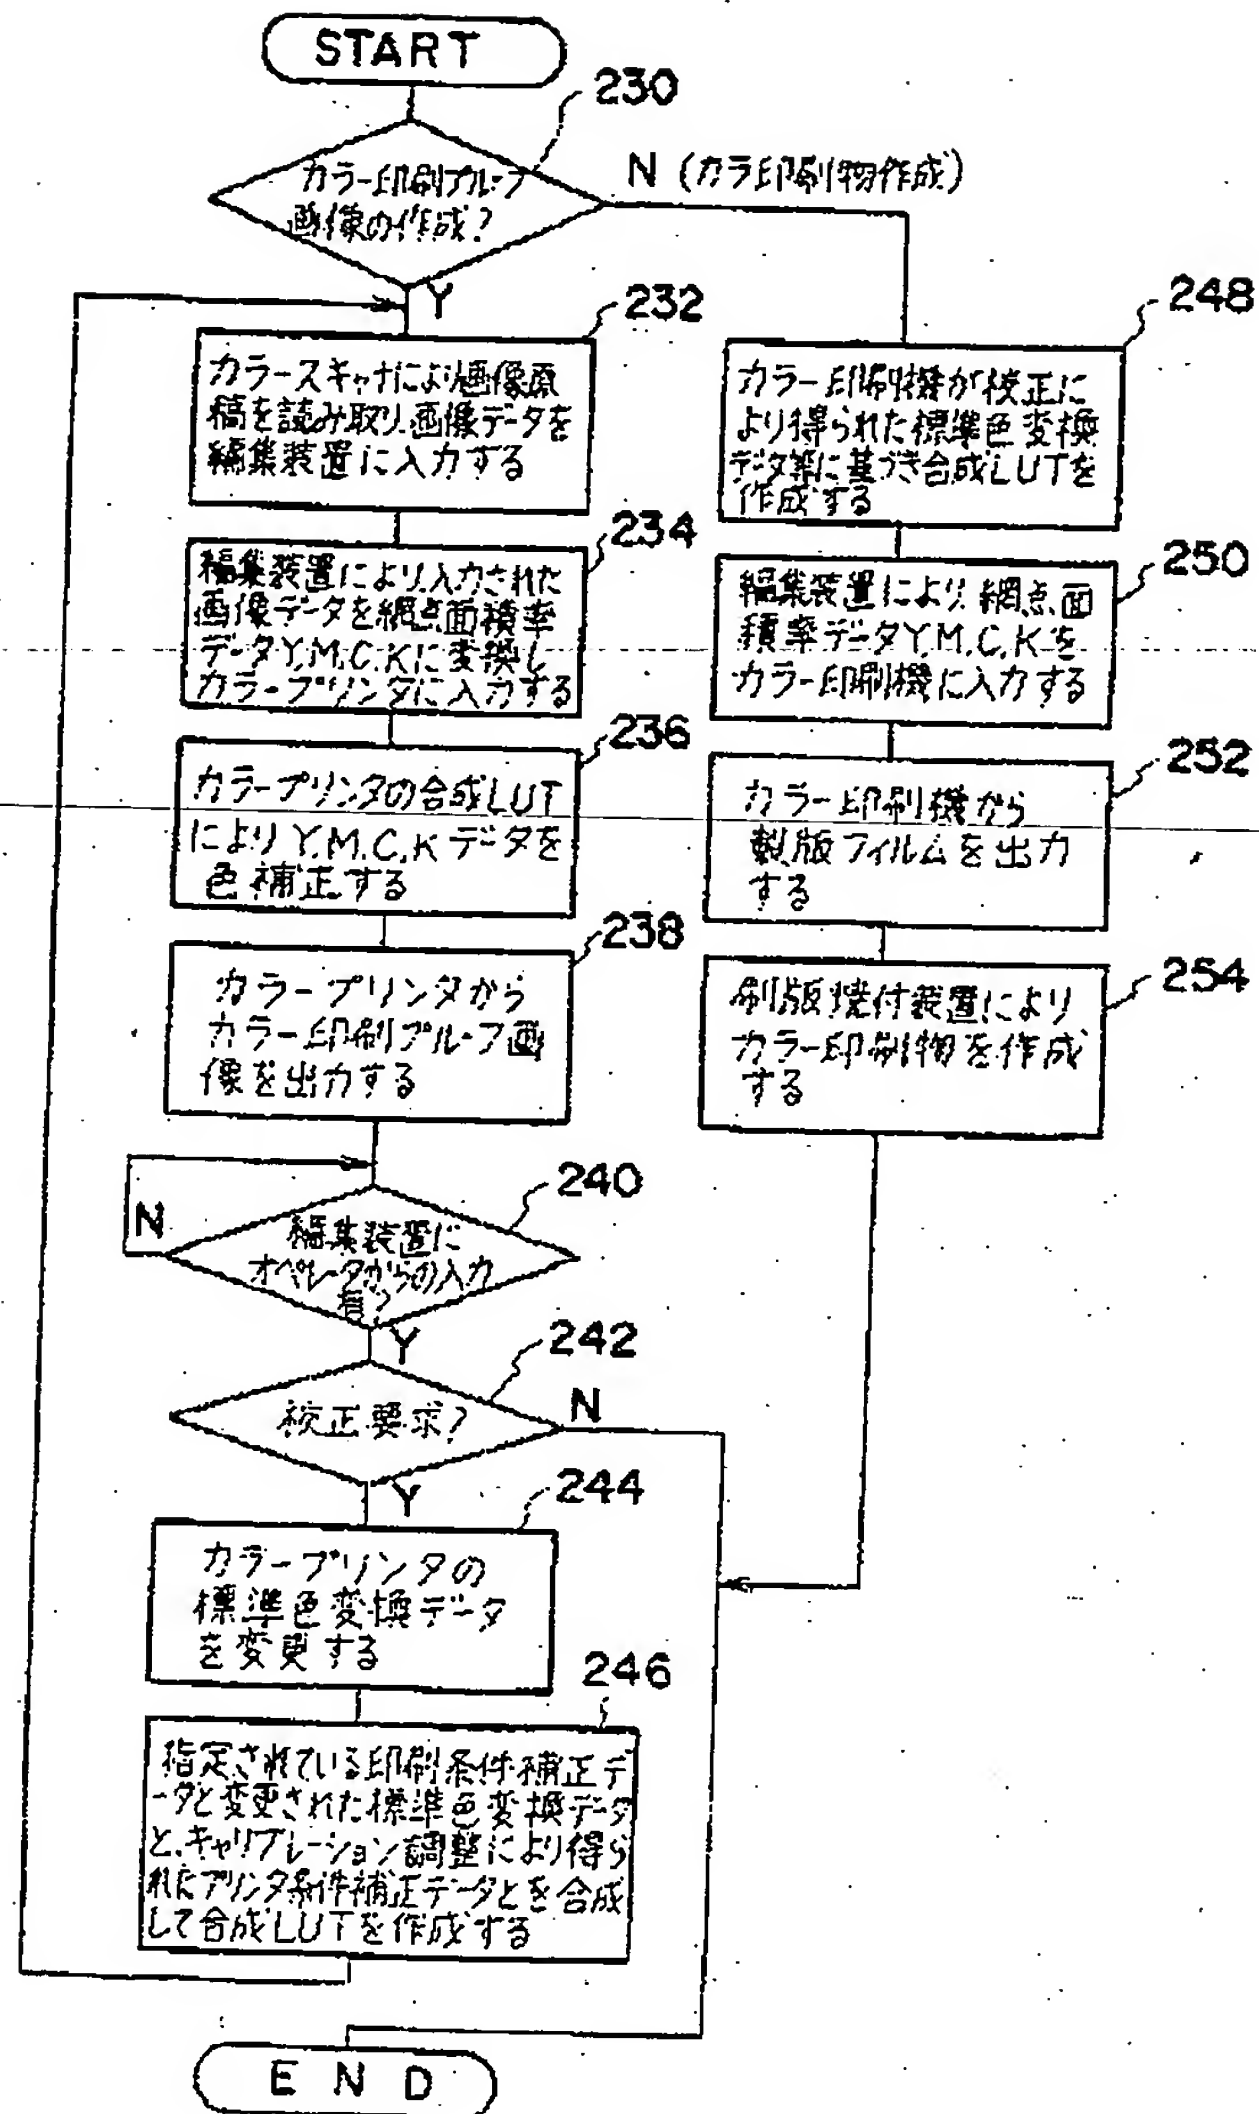 START
230
カラー印刷プルーフ
画像の作成?
N (カラ印刷物作成)
Y
232
カラースキャナにより画像原
稿を読み取り画像データを
編集装置に入力する
234
編集装置により入力された
画像データを網点面積率
データY.M.C.Kに変換し
カラープリンタに入力する
236
カラープリンタの合成LUT
によりY.M.C.Kデータを
色補正する
238
カラープリンタから
カラー印刷プルーフ画
像を出力する
240
編集装置に
オペレータからの入力
有?
N
Y
242
校正要求?
N
Y
244
カラープリンタの
標準色変換データ
を変更する
246
指定されている印刷条件補正デ
ータと変更された標準色変換データ
と、キャリブレーション調整により得ら
れたプリンタ条件補正データとを合成
して合成LUTを作成する
248
カラー印刷機が校正に
より得られた標準色変換
データ等に基づき合成LUTを
作成する
250
編集装置により網点面
積率データY.M.C.Kを
カラー印刷機に入力する
252
カラー印刷機から
製版フィルムを出力
する
254
刷版焼付装置により
カラー印刷物を作成
する
END